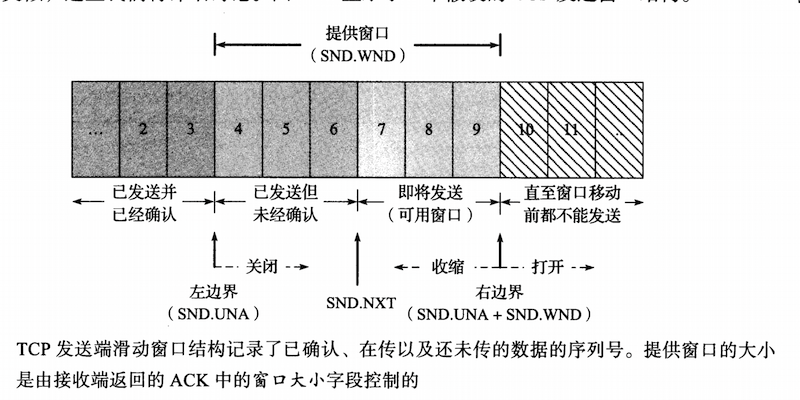 提供窗口
(SND.WND)
... 2 3 4 5 6 7 8 9 10 11 ..
已发送并
已经确认
已发送但
未经确认
即将发送
(可用窗口)
直至窗口移动
前都不能发送
关闭
收缩
打开
左边界
(SND.UNA)
SND.NXT
右边界
(SND.UNA + SND.WND)
TCP 发送端滑动窗口结构记录了已确认、在传以及还未传的数据的序列号。提供窗口的大小
是由接收端返回的 ACK 中的窗口大小字段控制的